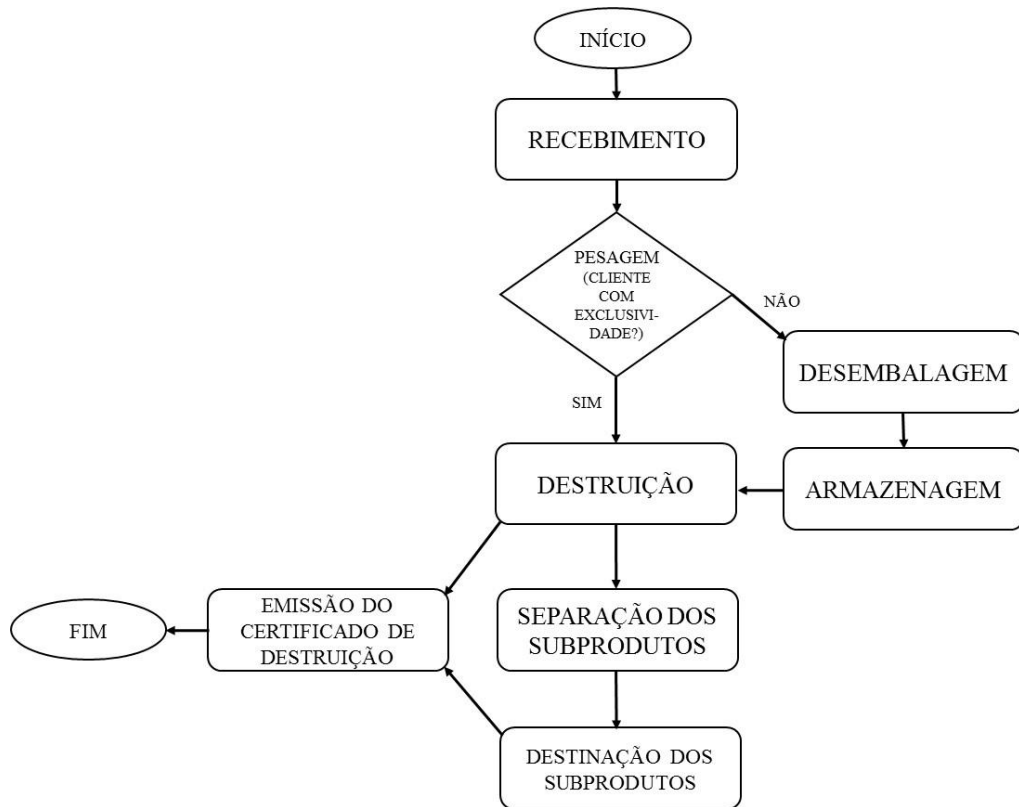 INÍCIO
RECEBIMENTO
PESAGEM
(CLIENTE
COM
EXCLUSIVI-
DADE?)
NÃO
DESEMBALAGEM
SIM
DESTRUIÇÃO
ARMAZENAGEM
EMISSÃO DO
CERTIFICADO DE
DESTRUIÇÃO
FIM
SEPARAÇÃO DOS
SUBPRODUTOS
DESTINAÇÃO DOS
SUBPRODUTOS